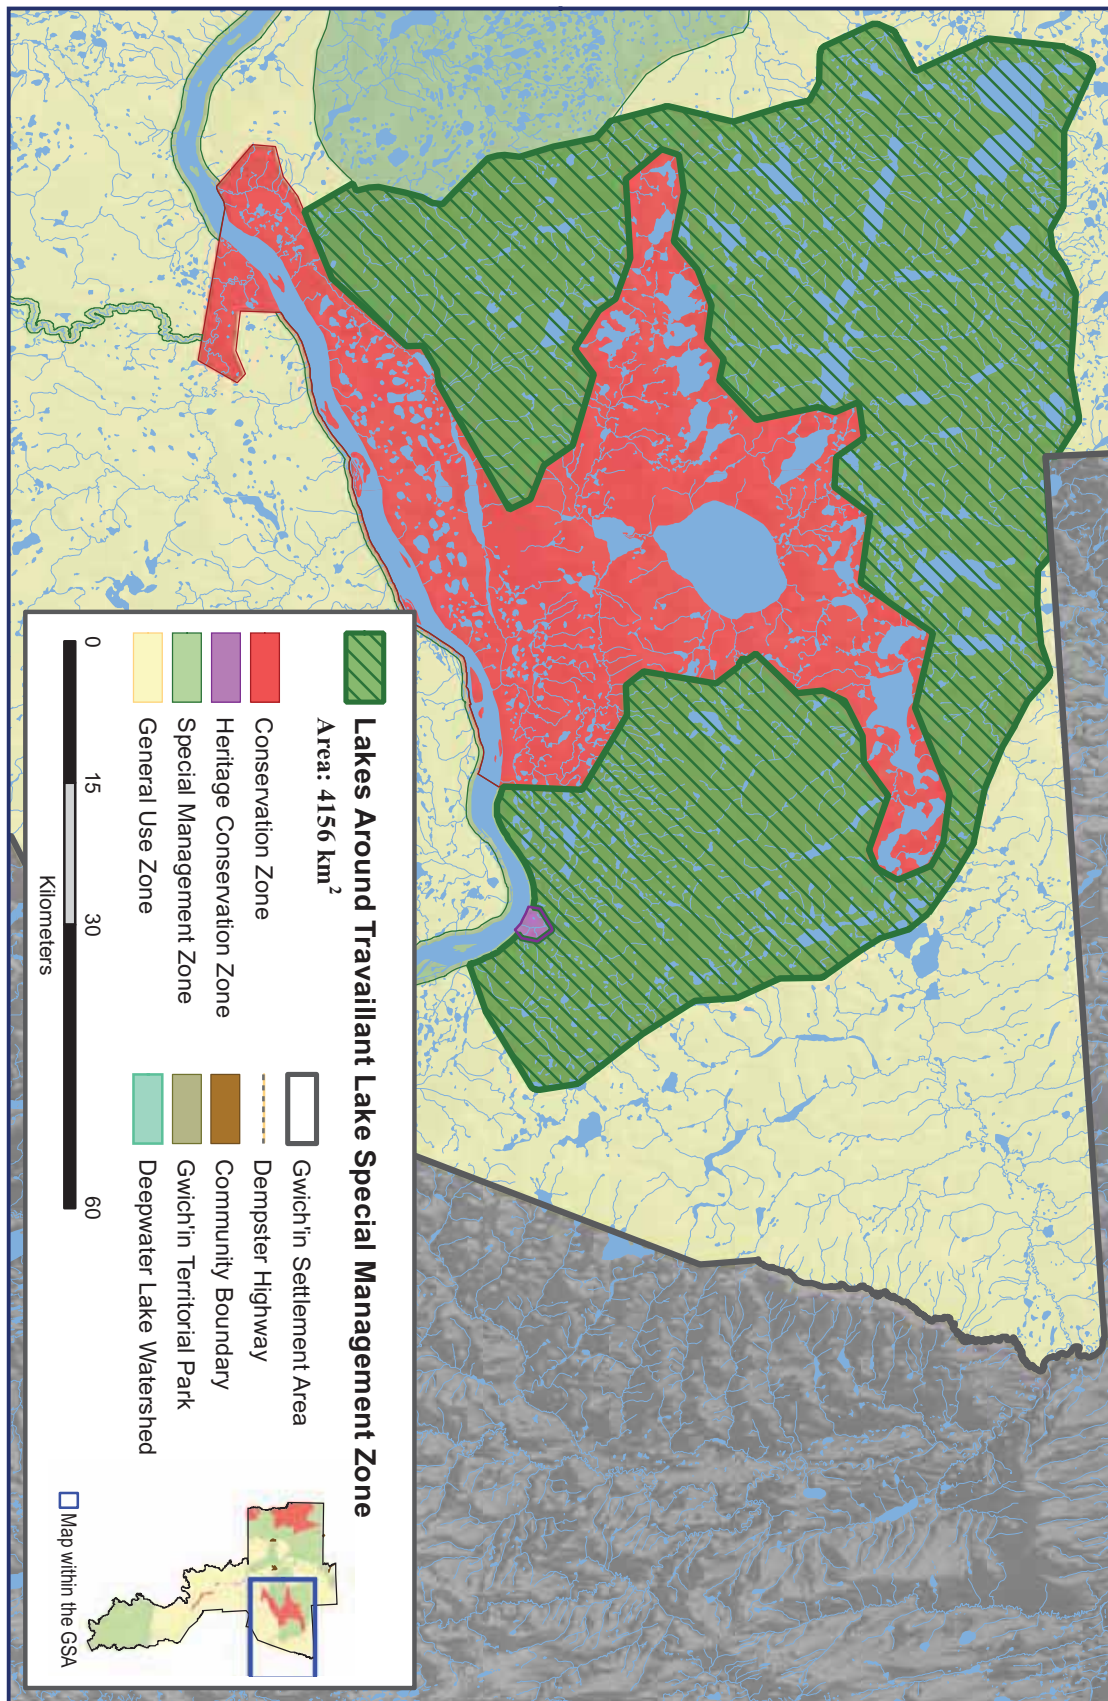 Lakes Around Travaillant Lake Special Management Zone
Area: 4156 km²
Conservation Zone
Heritage Conservation Zone
Special Management Zone
General Use Zone
Gwich'in Settlement Area
Dempster Highway
Community Boundary
Gwich'in Territorial Park
Deepwater Lake Watershed
0 15 30 60
Kilometers
Map within the GSA